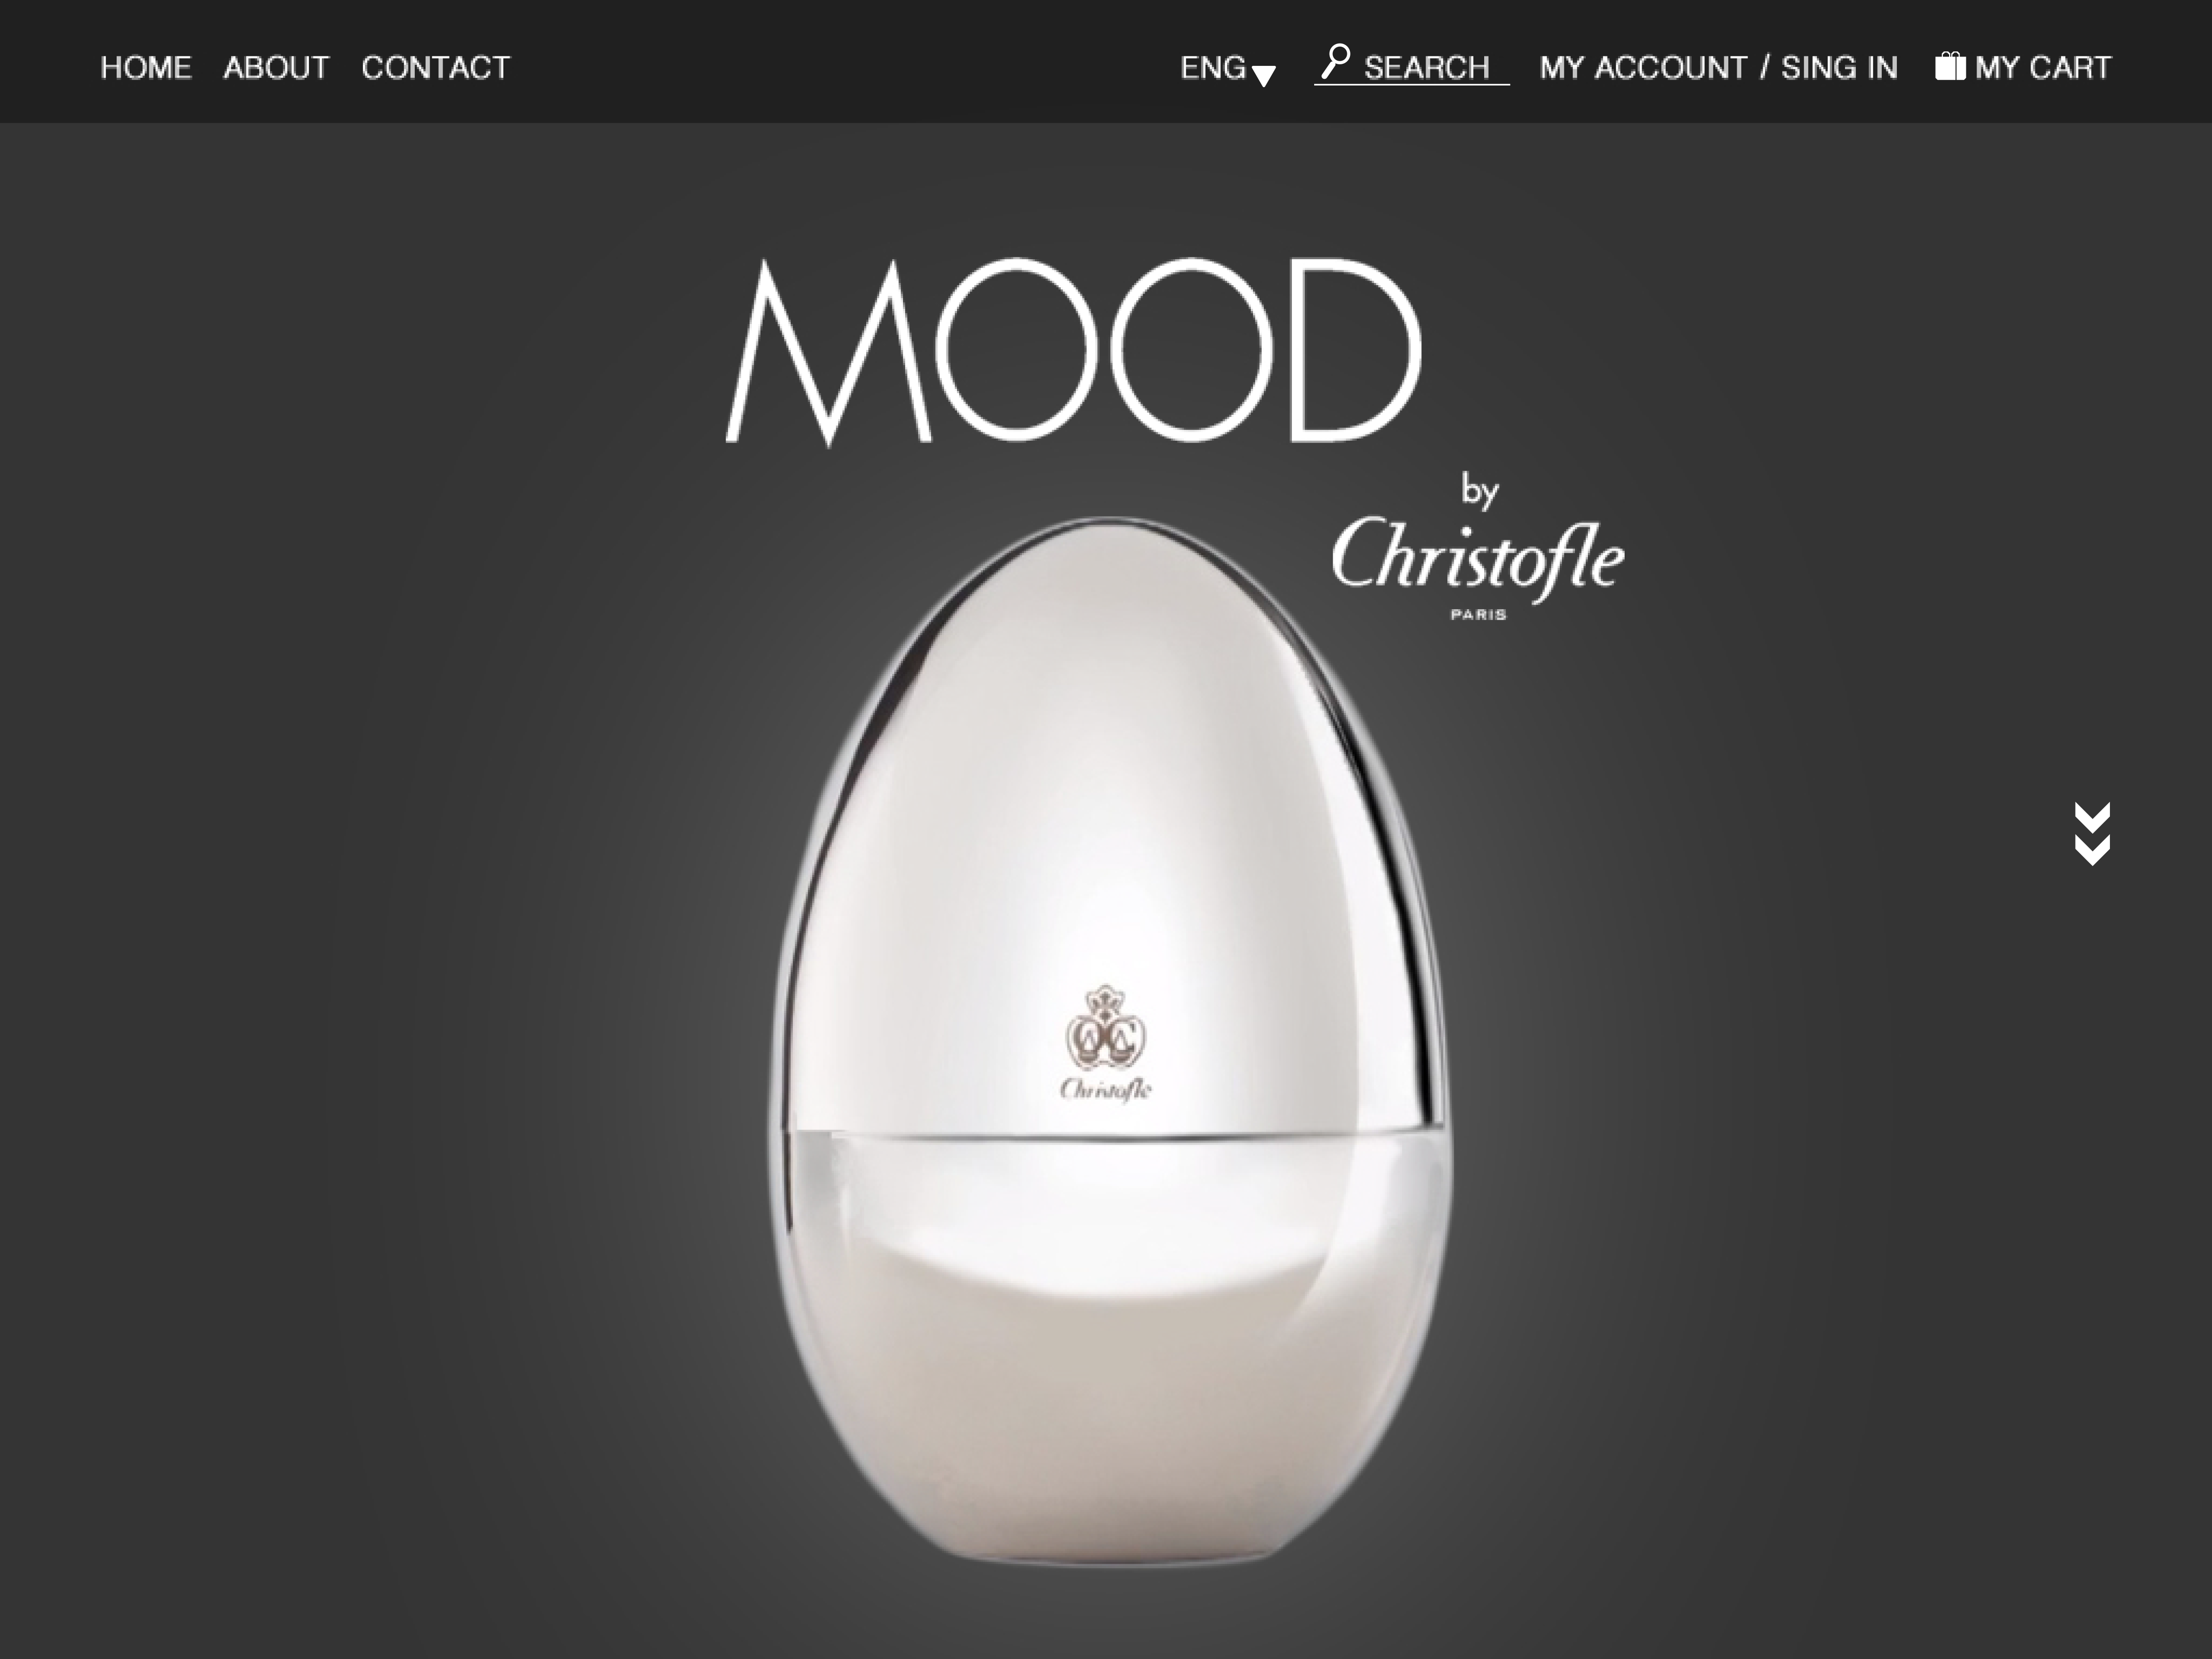 HOME ABOUT CONTACT ENG SEARCH MY ACCOUNT / SING IN MY CART
MOOD
by
Christofle
PARIS
Christofle